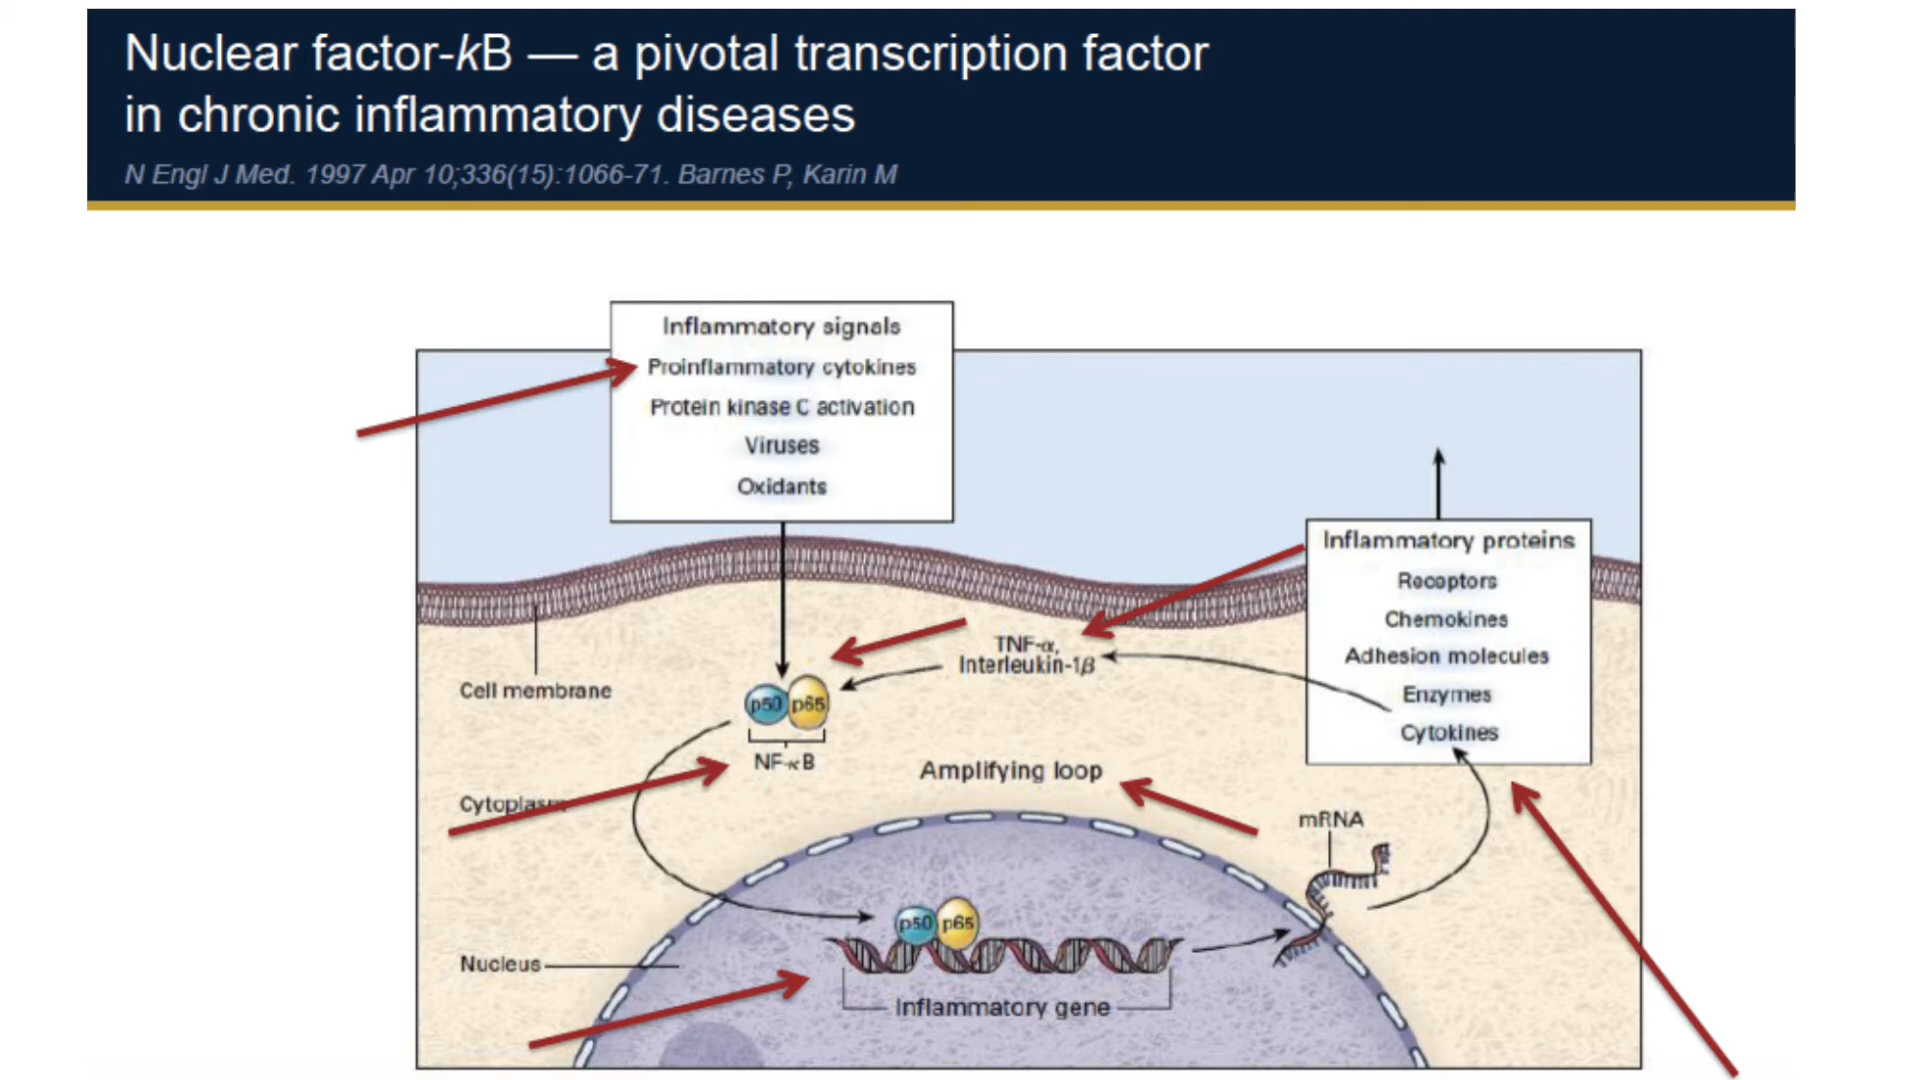 Nuclear factor-kB — a pivotal transcription factor
in chronic inflammatory diseases
N Engl J Med. 1997 Apr 10;336(15):1066-71. Barnes P, Karin M
Inflammatory signals
Proinflammatory cytokines
Protein kinase C activation
Viruses
Oxidants
Inflammatory proteins
Receptors
Chemokines
Adhesion molecules
Enzymes
Cytokines
TNF-α,
Interleukin-1β
Cell membrane
p50 p65
NF-κB
Amplifying loop
Cytoplasm
mRNA
p50 p65
Nucleus
Inflammatory gene